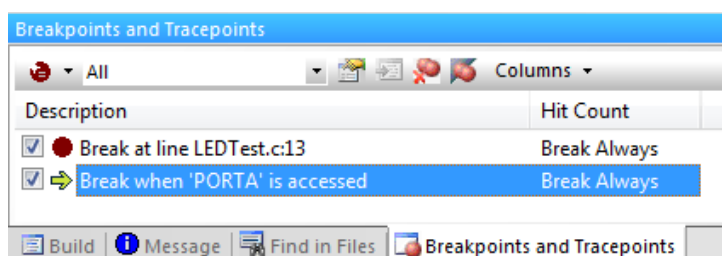 Breakpoints and Tracepoints
All Columns
Description Hit Count
Break at line LEDTest.c:13 Break Always
Break when 'PORTA' is accessed Break Always
Build Message Find in Files Breakpoints and Tracepoints